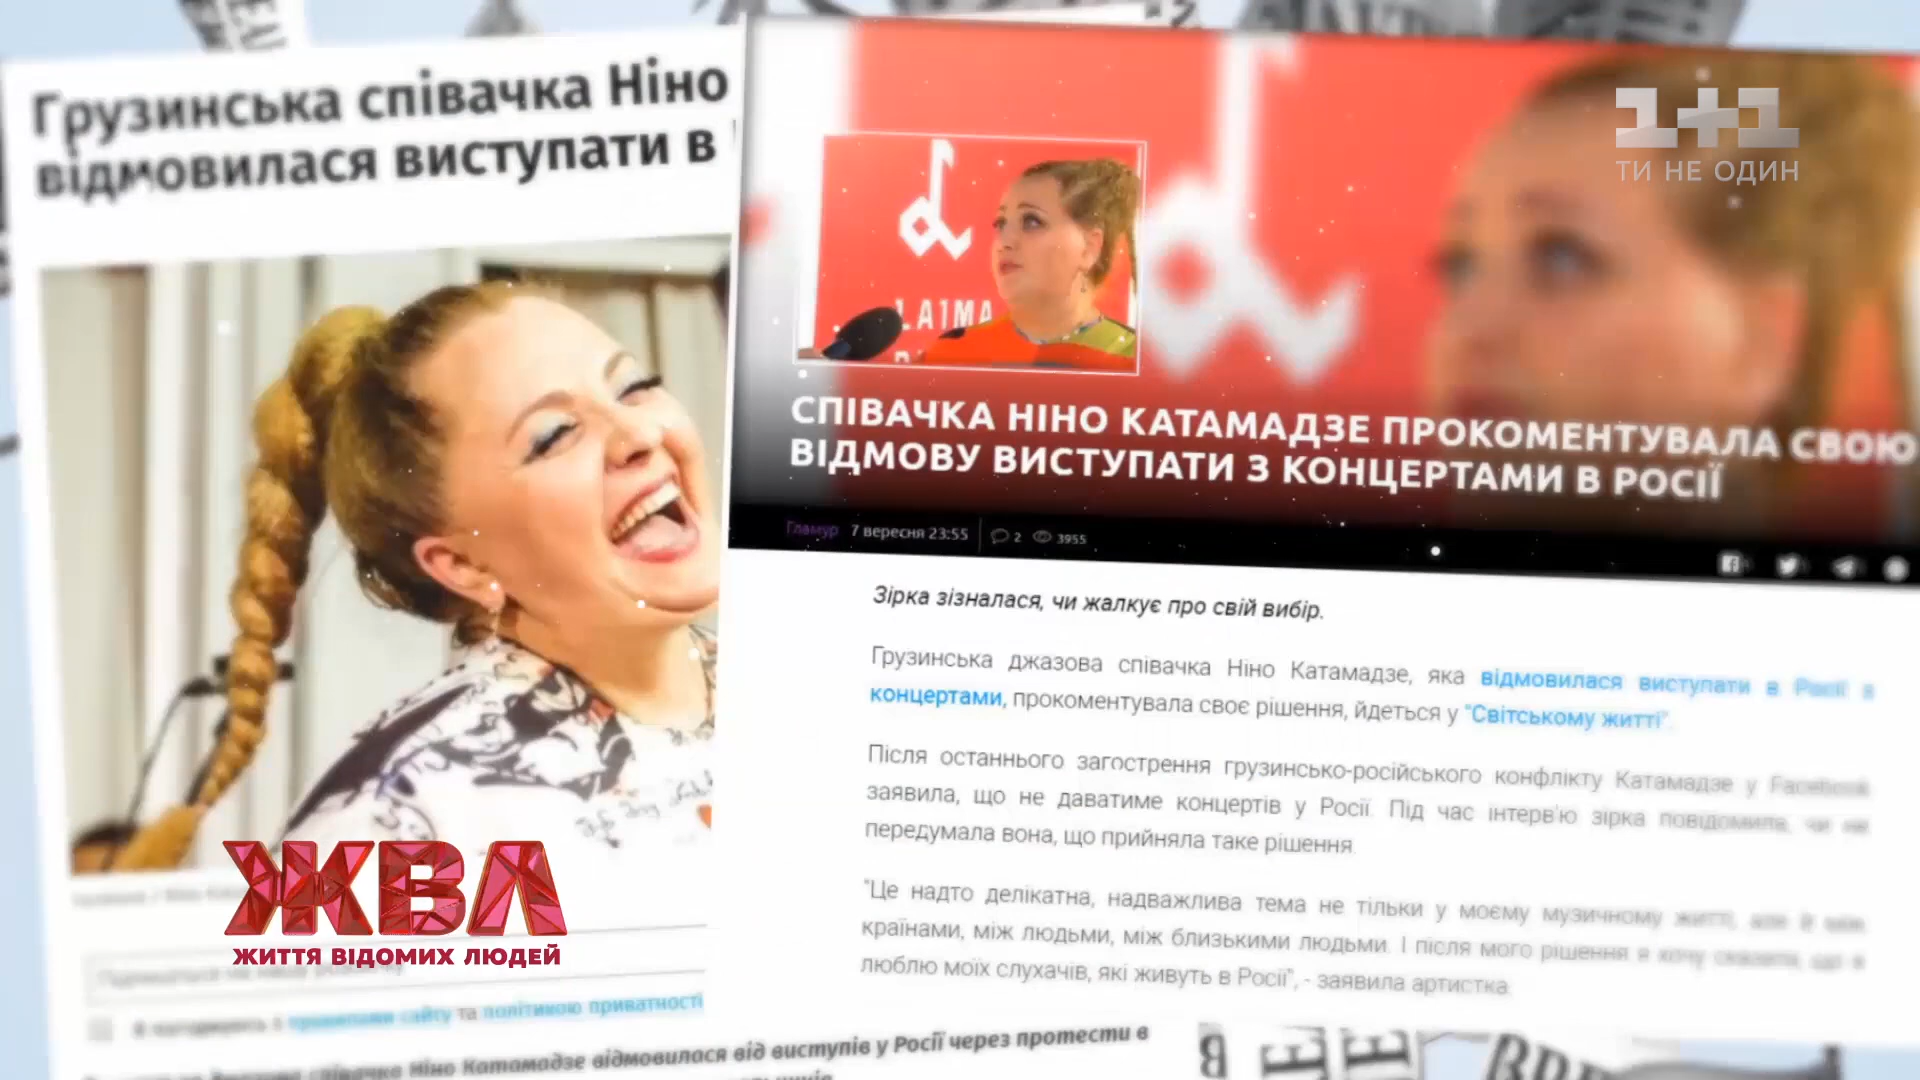 Грузинська співачка Ніно
відмовилася виступати в
1+1
ТИ НЕ ОДИН
LAIMA
СПІВАЧКА НІНО КАТАМАДЗЕ ПРОКОМЕНТУВАЛА СВОЮ
ВІДМОВУ ВИСТУПАТИ З КОНЦЕРТАМИ В РОСІЇ
Гламур 7 вересня 23:55 2 3955
Зірка зізналася, чи жалкує про свій вибір.
Грузинська джазова співачка Ніно Катамадзе, яка відмовилася виступати в Росії з
концертами, прокоментувала своє рішення, йдеться у "Світському житті".
Після останнього загострення грузинсько-російського конфлікту Катамадзе у Facebook
заявила, що не даватиме концертів у Росії. Під час інтерв'ю зірка повідомила, чи не
передумала вона, що прийняла таке рішення.
"Це надто делікатна, надважлива тема не тільки у моєму музичному житті, але й між
країнами, між людьми, між близькими людьми. І після мого рішення я хочу сказати, що я
люблю моїх слухачів, які живуть в Росії", - заявила артистка.
ЖВЛ
ЖИТТЯ ВІДОМИХ ЛЮДЕЙ
Я погоджуюсь з правилами сайту та політикою приватності
співачка Ніно Катамадзе відмовилася від виступів у Росії через протести в